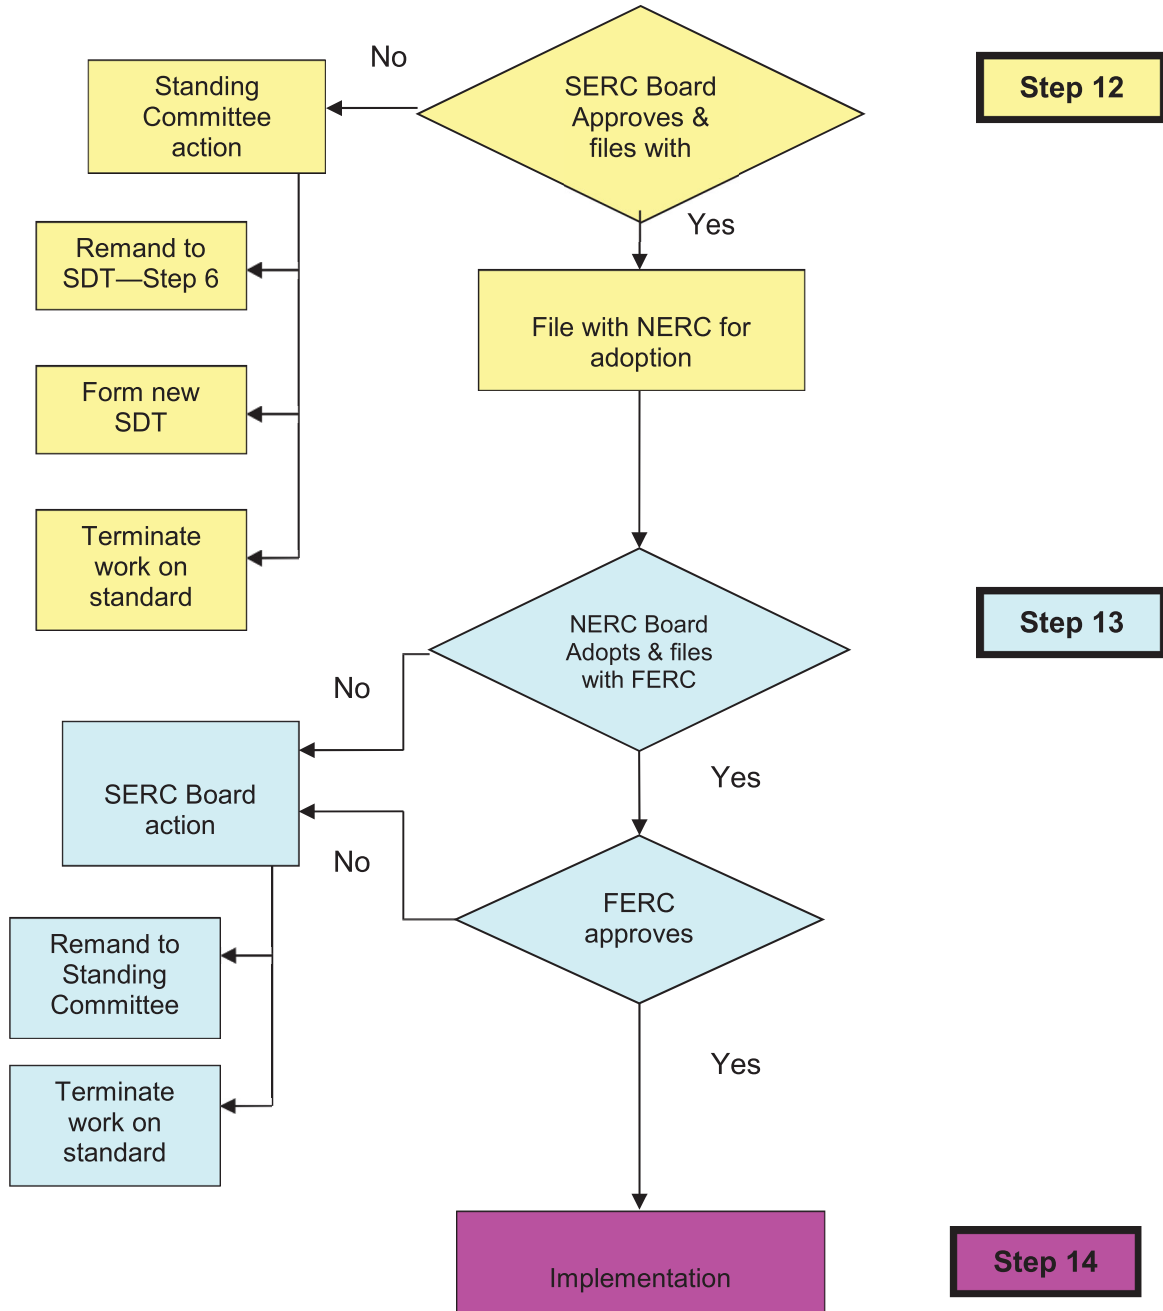 No
Standing
Committee
action
SERC Board
Approves &
files with
Step 12
Yes
Remand to
SDT—Step 6
File with NERC for
adoption
Form new
SDT
Terminate
work on
standard
NERC Board
Adopts & files
with FERC
Step 13
No
SERC Board
action
Yes
No
FERC
approves
Remand to
Standing
Committee
Terminate
work on
standard
Yes
Implementation
Step 14